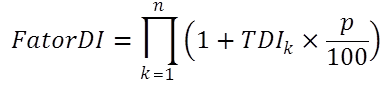 FatorDI = ∏_{k=1}^{n} (1 + TDI_k × p/100)